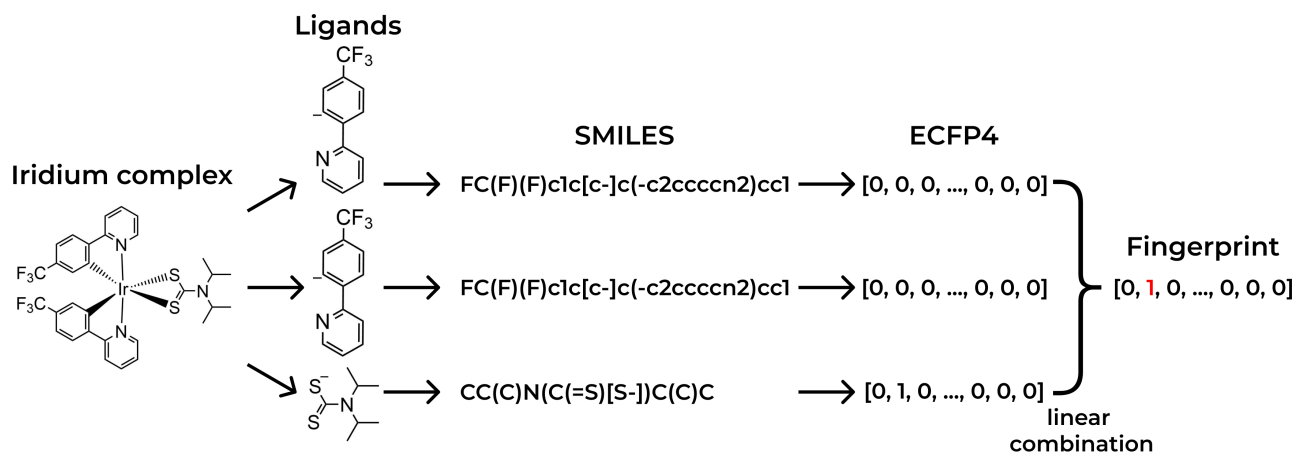 Ligands
CF3
–
N
SMILES
ECFP4
Iridium complex
FC(F)(F)c1c[c-]c(-c2ccccn2)cc1
[0, 0, 0, ..., 0, 0, 0]
N
F3C
Ir
S
S
N
F3C
N
CF3
–
N
FC(F)(F)c1c[c-]c(-c2ccccn2)cc1
[0, 0, 0, ..., 0, 0, 0]
Fingerprint
[0, 1, 0, ..., 0, 0, 0]
S–
S
N
CC(C)N(C(=S)[S-])C(C)C
[0, 1, 0, ..., 0, 0, 0]
linear
combination